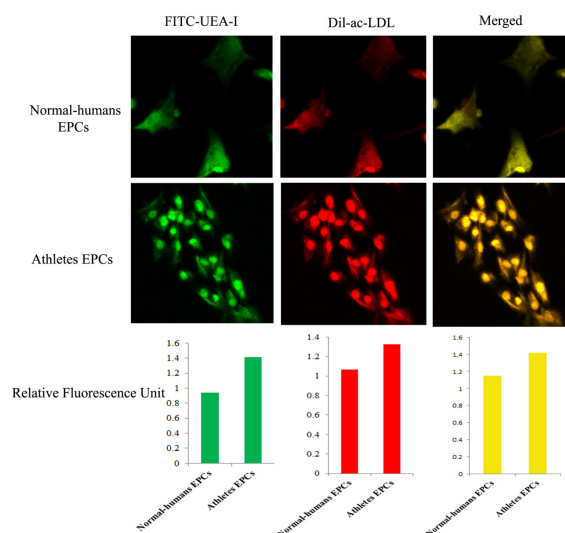 FITC-UEA-I
Dil-ac-LDL
Merged
Normal-humans
EPCs
Athletes EPCs
Relative Fluorescence Unit
1.6
1.4
1.2
1
0.8
0.6
0.4
0.2
0
Normal-humans EPCs
Athletes EPCs
1.4
1.2
1
0.8
0.6
0.4
0.2
0
Normal-humans EPCs
Athletes EPCs
1.6
1.4
1.2
1
0.8
0.6
0.4
0.2
0
Normal-humans EPCs
Athletes EPCs